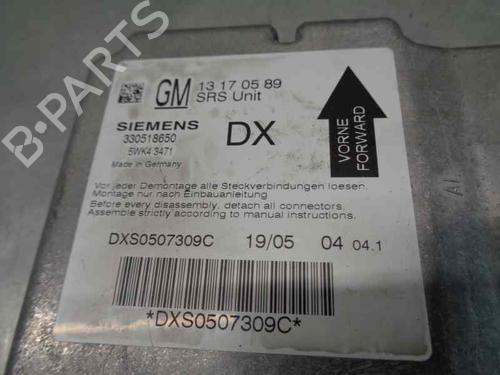 GM
13 17 05 89
SRS Unit
SIEMENS
330518650
5WK4 3471
Made in Germany
DX
VORNE
FORWARD
Vor jeder Demontage alle Steckverbindungen loesen.
Montage nur nach Einbauanleitung
Before every disassembly, detach all connectors.
Assemble strictly according to manual instructions.
DXS0507309C 19/05 04 04.1
*DXS0507309C*
B-PARTS